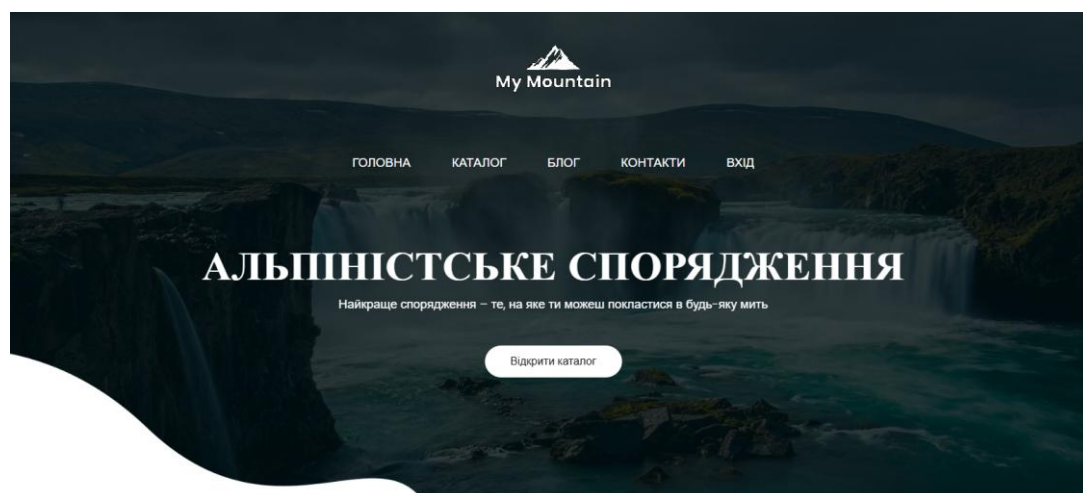 My Mountain
ГОЛОВНА КАТАЛОГ БЛОГ КОНТАКТИ ВХІД
АЛЬПІНІСТСЬКЕ СПОРЯДЖЕННЯ
Найкраще спорядження – те, на яке ти можеш покластися в будь-яку мить
Відкрити каталог